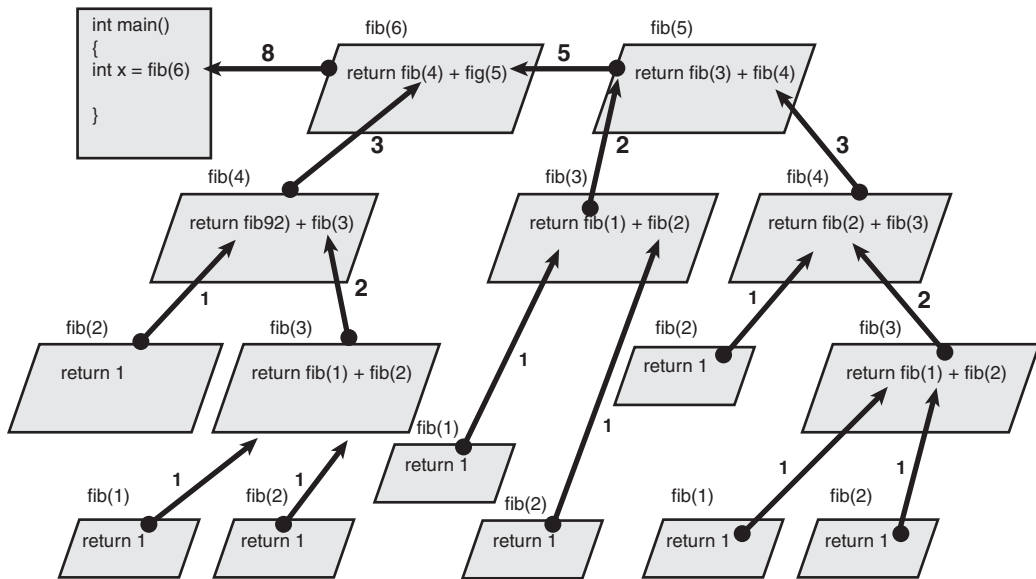 int main()
{
int x = fib(6)
}
8
fib(6)
return fib(4) + fig(5)
5
fib(5)
return fib(3) + fib(4)
3
2
3
fib(4)
return fib92) + fib(3)
fib(3)
return fib(1) + fib(2)
fib(4)
return fib(2) + fib(3)
1
2
1
2
fib(2)
return 1
fib(3)
return fib(1) + fib(2)
fib(2)
return 1
fib(3)
return fib(1) + fib(2)
1
1
fib(1)
return 1
1
1
1
1
fib(1)
return 1
fib(2)
return 1
fib(2)
return 1
fib(1)
return 1
fib(2)
return 1